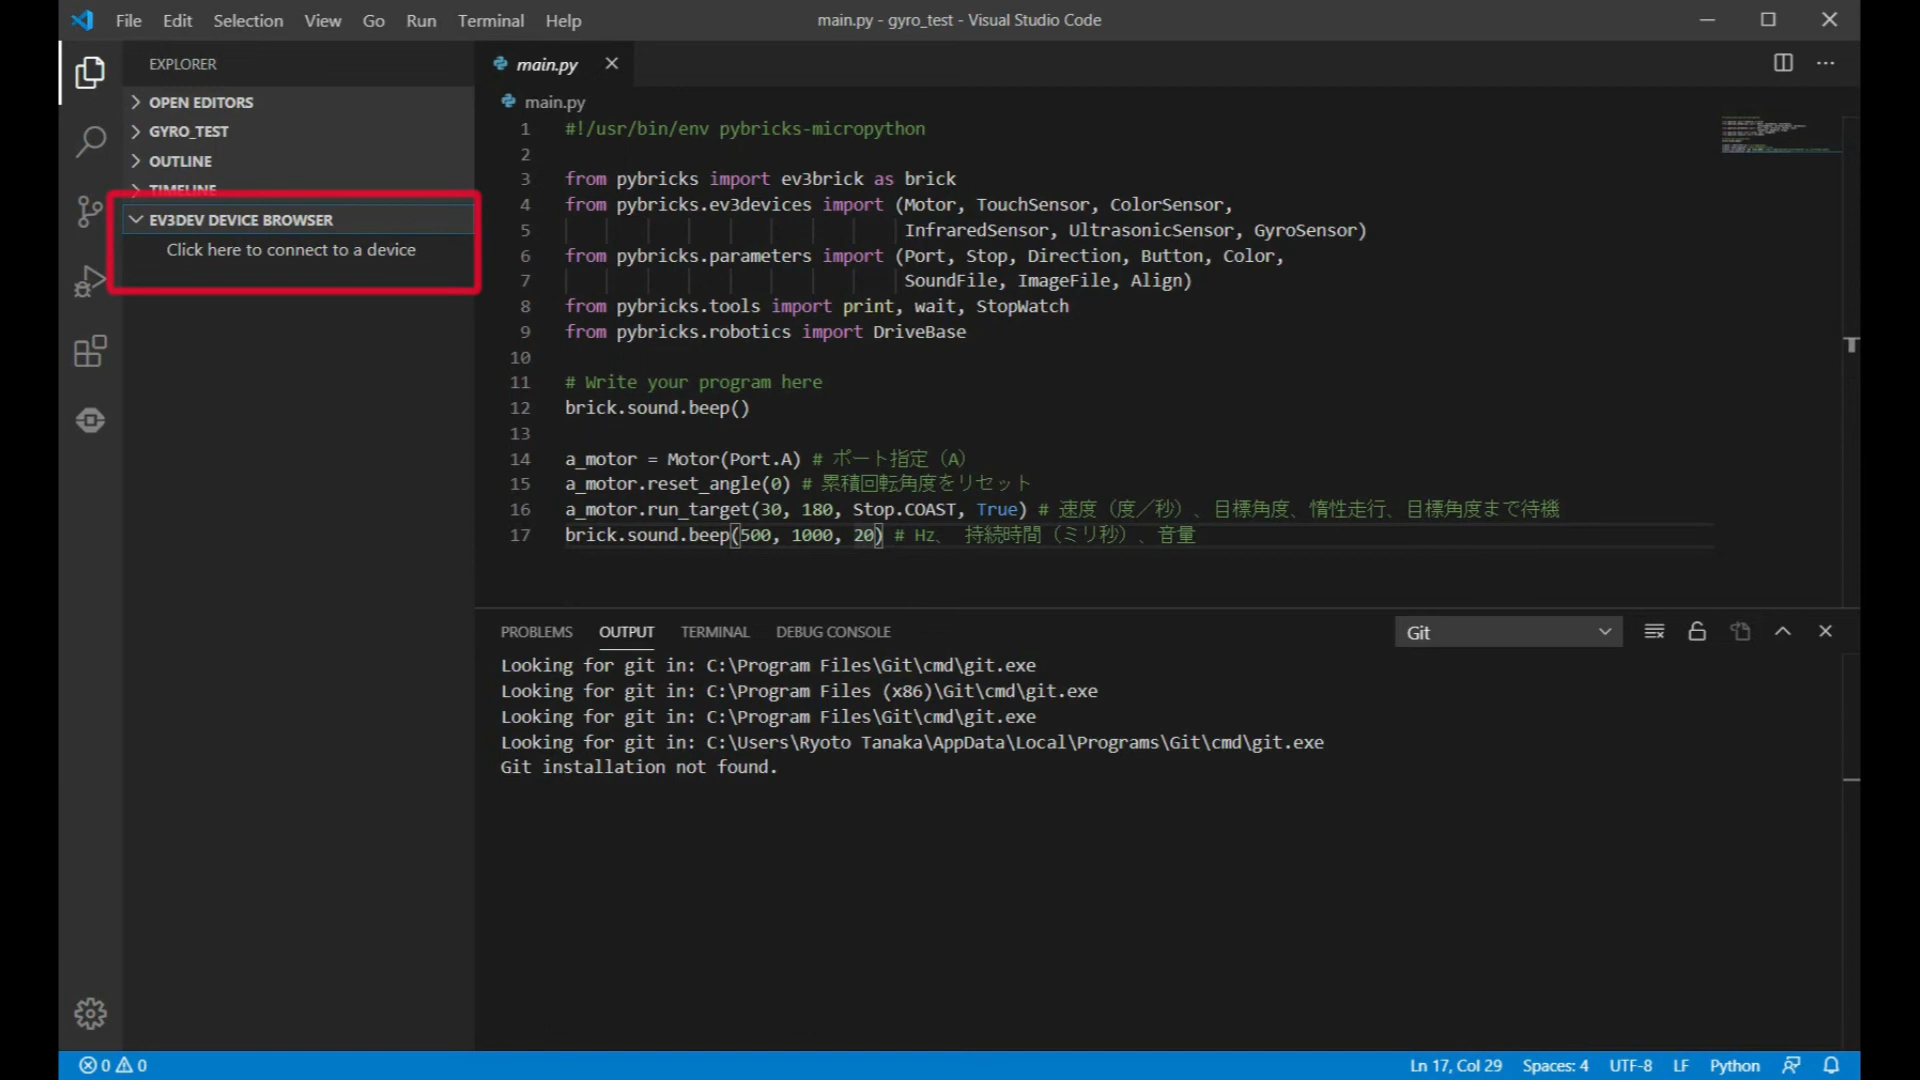 File Edit Selection View Go Run Terminal Help
main.py - gyro_test - Visual Studio Code
EXPLORER
OPEN EDITORS
GYRO_TEST
OUTLINE
TIMELINE
EV3DEV DEVICE BROWSER
Click here to connect to a device
main.py
main.py
1 #!/usr/bin/env pybricks-micropython
2
3 from pybricks import ev3brick as brick
4 from pybricks.ev3devices import (Motor, TouchSensor, ColorSensor,
5 InfraredSensor, UltrasonicSensor, GyroSensor)
6 from pybricks.parameters import (Port, Stop, Direction, Button, Color,
7 SoundFile, ImageFile, Align)
8 from pybricks.tools import print, wait, StopWatch
9 from pybricks.robotics import DriveBase
10
11 # Write your program here
12 brick.sound.beep()
13
14 a_motor = Motor(Port.A) # ポート指定（A）
15 a_motor.reset_angle(0) # 累積回転角度をリセット
16 a_motor.run_target(30, 180, Stop.COAST, True) # 速度（度／秒）、目標角度、惰性走行、目標角度まで待機
17 brick.sound.beep(500, 1000, 20) # Hz、 持続時間（ミリ秒）、音量
PROBLEMS OUTPUT TERMINAL DEBUG CONSOLE Git
Looking for git in: C:\Program Files\Git\cmd\git.exe
Looking for git in: C:\Program Files (x86)\Git\cmd\git.exe
Looking for git in: C:\Program Files\Git\cmd\git.exe
Looking for git in: C:\Users\Ryoto Tanaka\AppData\Local\Programs\Git\cmd\git.exe
Git installation not found.
0 0 Ln 17, Col 29 Spaces: 4 UTF-8 LF Python